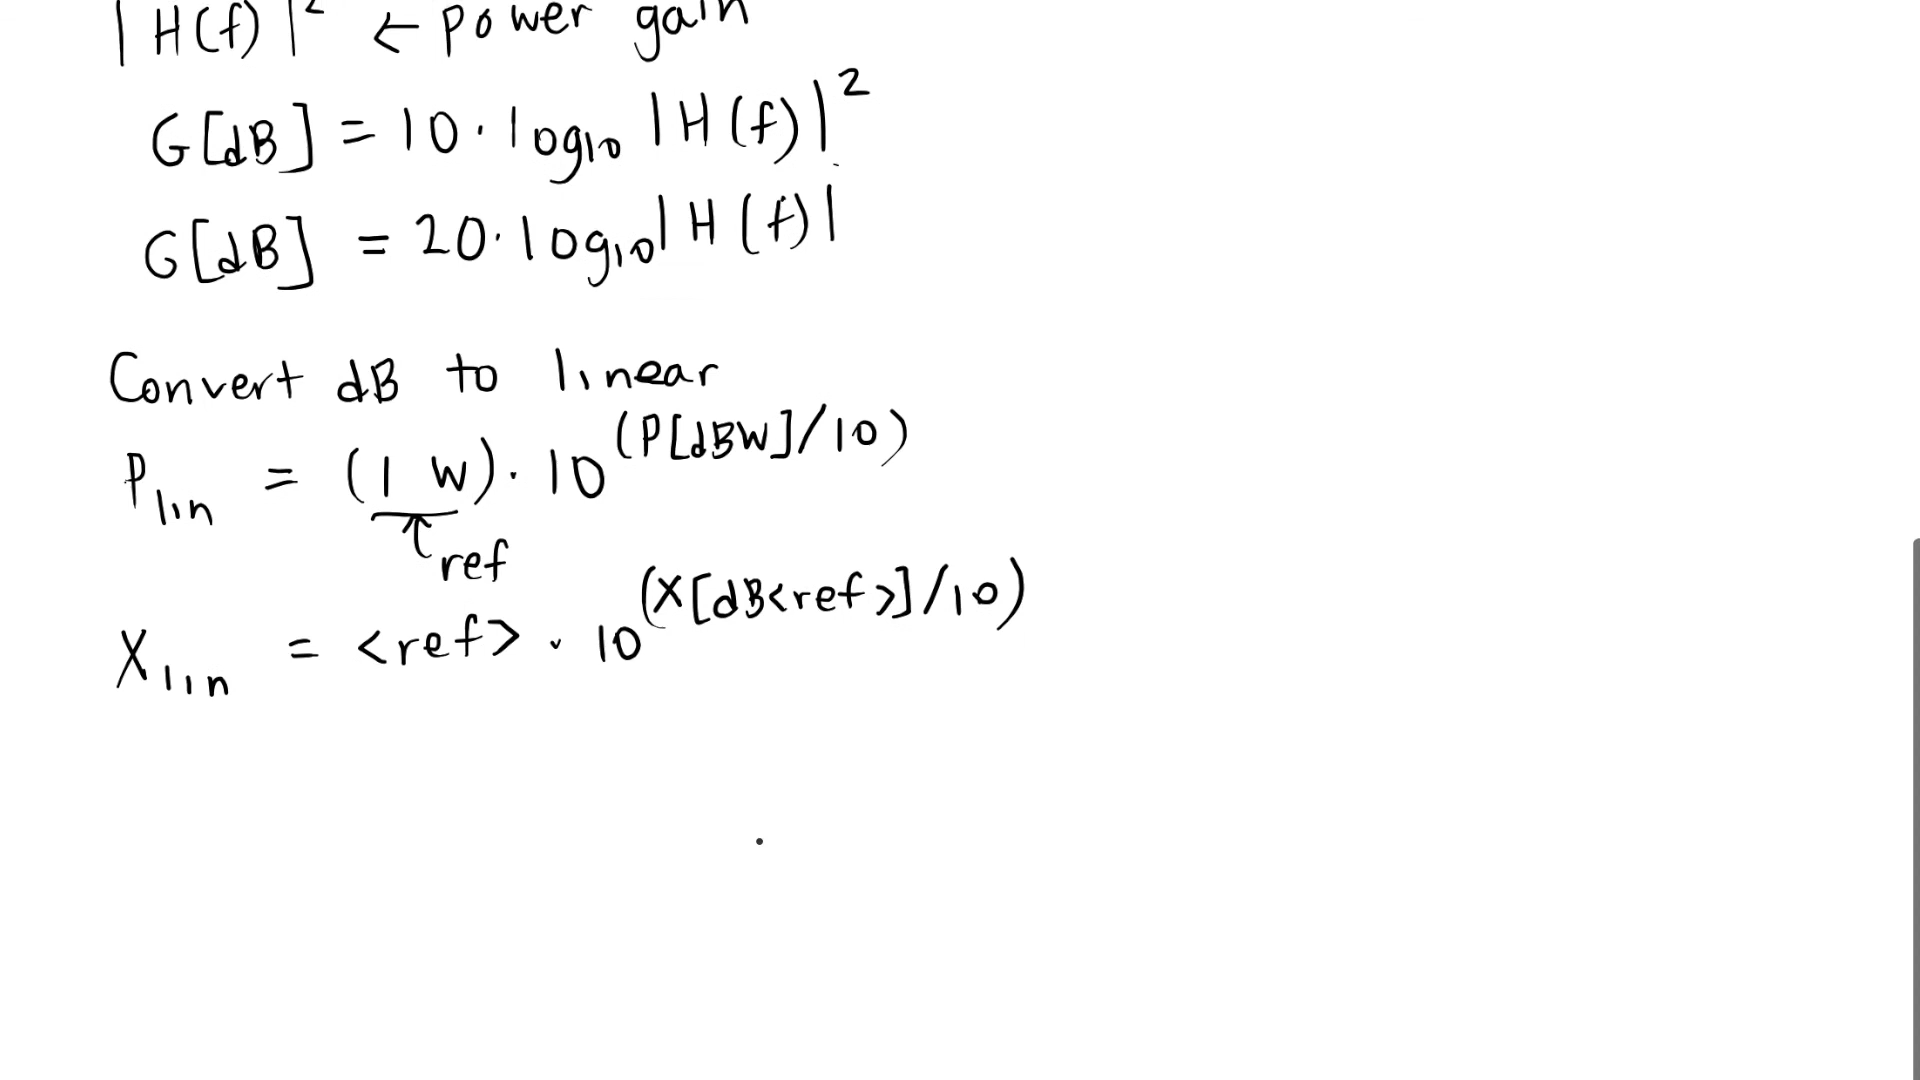 |H(f)|² ← power gain
G[dB] = 10·log₁₀ |H(f)|²
G[dB] = 20·log₁₀|H(f)|
Convert dB to linear
P_lin = (1 W)·10^(P[dBW]/10)
↑ ref
X_lin = <ref>·10^(X[dB<ref>]/10)